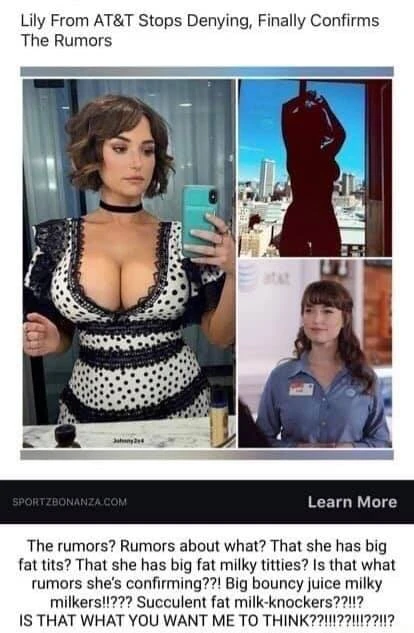 Lily From AT&T Stops Denying, Finally Confirms
The Rumors
at&t
Johnny2x4
SPORTZBONANZA.COM
Learn More
The rumors? Rumors about what? That she has big
fat tits? That she has big fat milky titties? Is that what
rumors she's confirming??! Big bouncy juice milky
milkers!!??? Succulent fat milk-knockers??!!?
IS THAT WHAT YOU WANT ME TO THINK??!!!??!!!??!!?